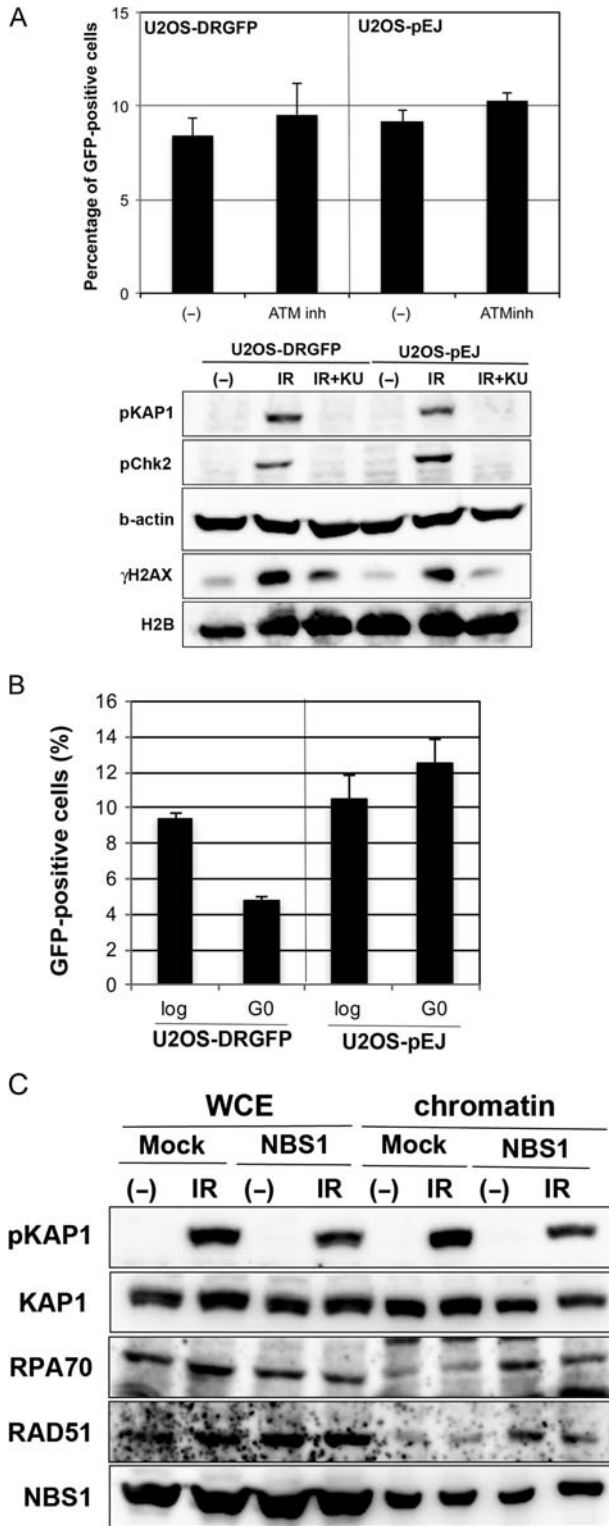 A
U2OS-DRGFP U2OS-pEJ
15
10
5
0
Percentage of GFP-positive cells
(–) ATM inh (–) ATMinh
U2OS-DRGFP U2OS-pEJ
(–) IR IR+KU (–) IR IR+KU
pKAP1
pChk2
b-actin
γH2AX
H2B
B
16
14
12
10
8
6
4
2
0
GFP-positive cells (%)
log G0 log G0
U2OS-DRGFP U2OS-pEJ
C
WCE chromatin
Mock NBS1 Mock NBS1
(–) IR (–) IR (–) IR (–) IR
pKAP1
KAP1
RPA70
RAD51
NBS1